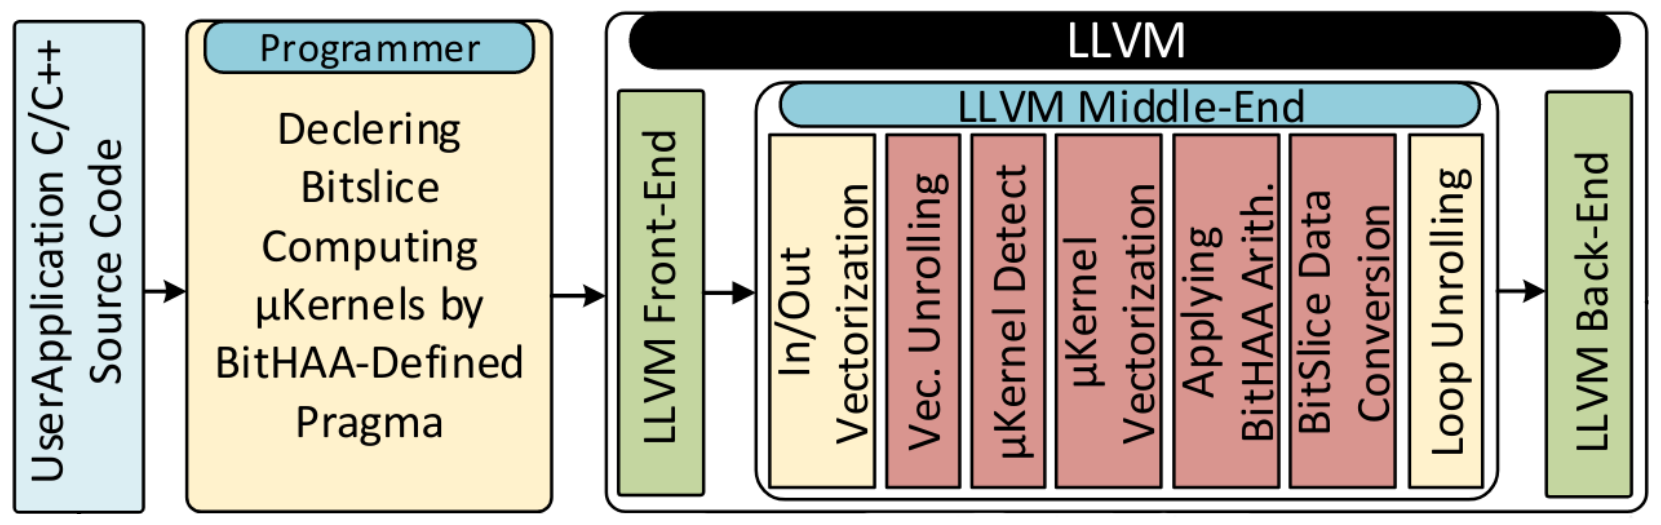 UserApplication C/C++
Source Code
Programmer
Declering
Bitslice
Computing
µKernels by
BitHAA-Defined
Pragma
LLVM
LLVM Front-End
LLVM Middle-End
In/Out
Vectorization
Vec. Unrolling
µKernel Detect
µKernel
Vectorization
Applying
BitHAA Arith.
BitSlice Data
Conversion
Loop Unrolling
LLVM Back-End